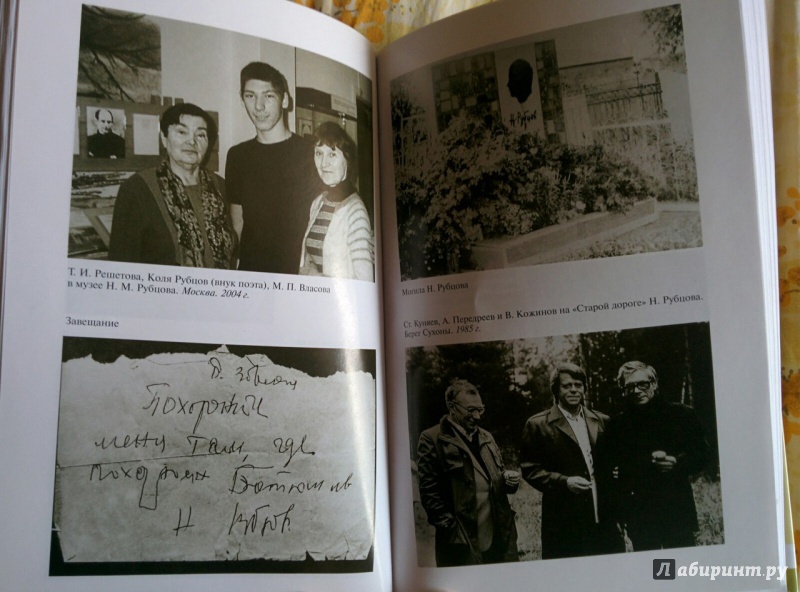 Т. И. Решетова, Коля Рубцов (внук поэта), М. П. Власова
в музее Н. М. Рубцова. Москва. 2004 г.
Завещание
Похороните
меня там, где
похоронен Батюшков
Н Рубцов
Н Рубцов
Могила Н. Рубцова
Ст. Куняев, А. Передреев и В. Кожинов на «Старой дороге» Н. Рубцова.
Берег Сухоны. 1985 г.
Лабиринт.ру